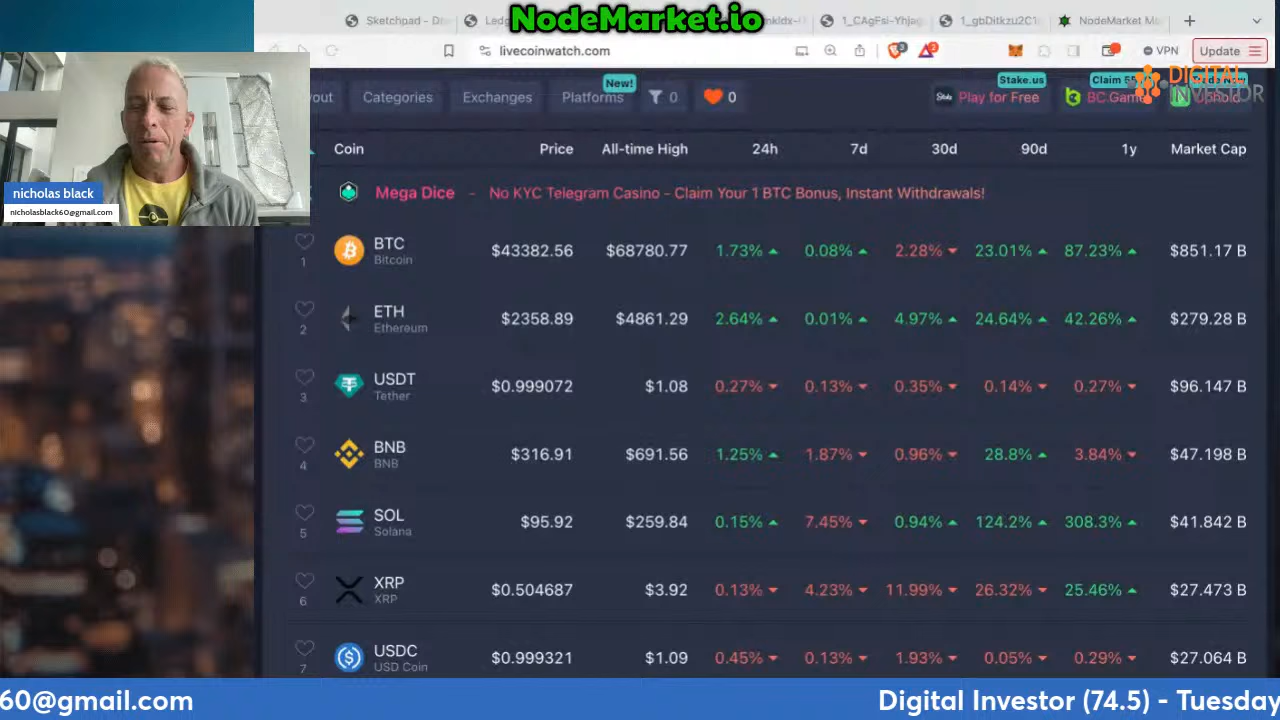 NodeMarket.io
Sketchpad - Dh
Ledg
1_CAgFsi-Yhjag
NodeMarket M
livecoinwatch.com
3
VPN
Update
New!
Stake.us
DIGITAL
INVESTOR
Categories
Exchanges
Platforms
0
0
Play for Free
BC.Game
Coin
Price
All-time High
24h
7d
30d
90d
1y
Market Cap
Mega Dice - No KYC Telegram Casino - Claim Your 1 BTC Bonus, Instant Withdrawals!
nicholas black
nicholasblack60@gmail.com
1
BTC
Bitcoin
$43382.56
$68780.77
1.73%
0.08%
2.28%
23.01%
87.23%
$851.17 B
2
ETH
Ethereum
$2358.89
$4861.29
2.64%
0.01%
4.97%
24.64%
42.26%
$279.28 B
3
USDT
Tether
$0.999072
$1.08
0.27%
0.13%
0.35%
0.14%
0.27%
$96.147 B
4
BNB
BNB
$316.91
$691.56
1.25%
1.87%
0.96%
28.8%
3.84%
$47.198 B
5
SOL
Solana
$95.92
$259.84
0.15%
7.45%
0.94%
124.2%
308.3%
$41.842 B
6
XRP
XRP
$0.504687
$3.92
0.13%
4.23%
11.99%
26.32%
25.46%
$27.473 B
7
USDC
USD Coin
$0.999321
$1.09
0.45%
0.13%
1.93%
0.05%
0.29%
$27.064 B
60@gmail.com
Digital Investor (74.5) - Tuesday